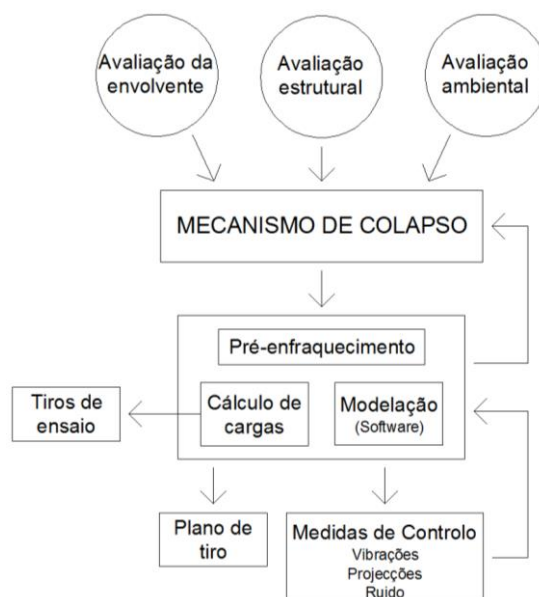 Avaliação da
envolvente
Avaliação
estrutural
Avaliação
ambiental
MECANISMO DE COLAPSO
Pré-enfraquecimento
Tiros de
ensaio
Cálculo de
cargas
Modelação
(Software)
Plano de
tiro
Medidas de Controlo
Vibrações
Projecções
Ruido